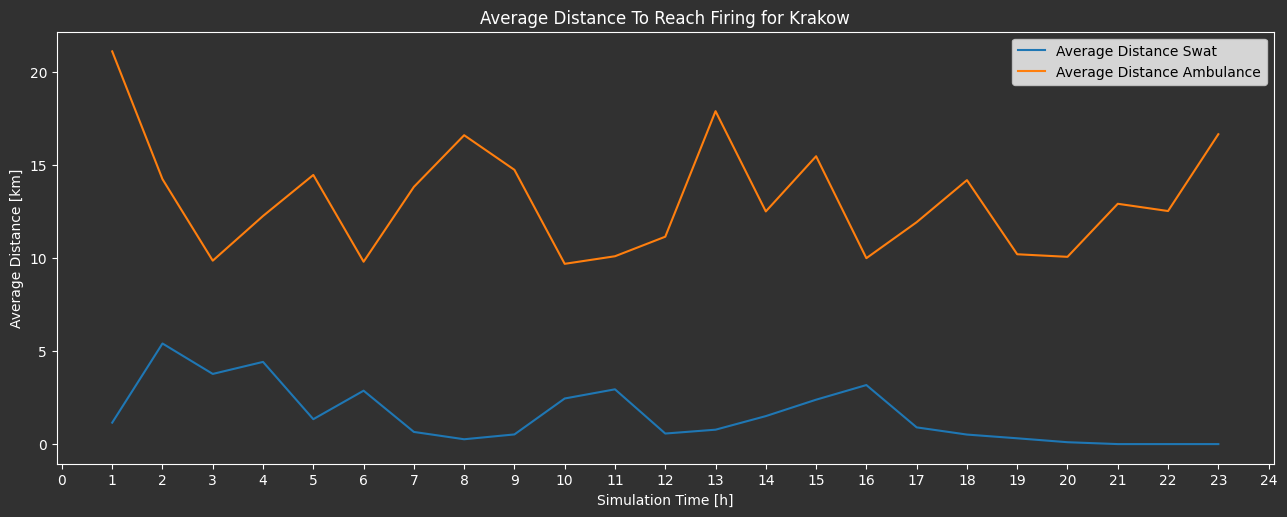 Average Distance To Reach Firing for Krakow
Average Distance Swat
Average Distance Ambulance
Average Distance [km]
20
15
10
5
0
0 1 2 3 4 5 6 7 8 9 10 11 12 13 14 15 16 17 18 19 20 21 22 23 24
Simulation Time [h]